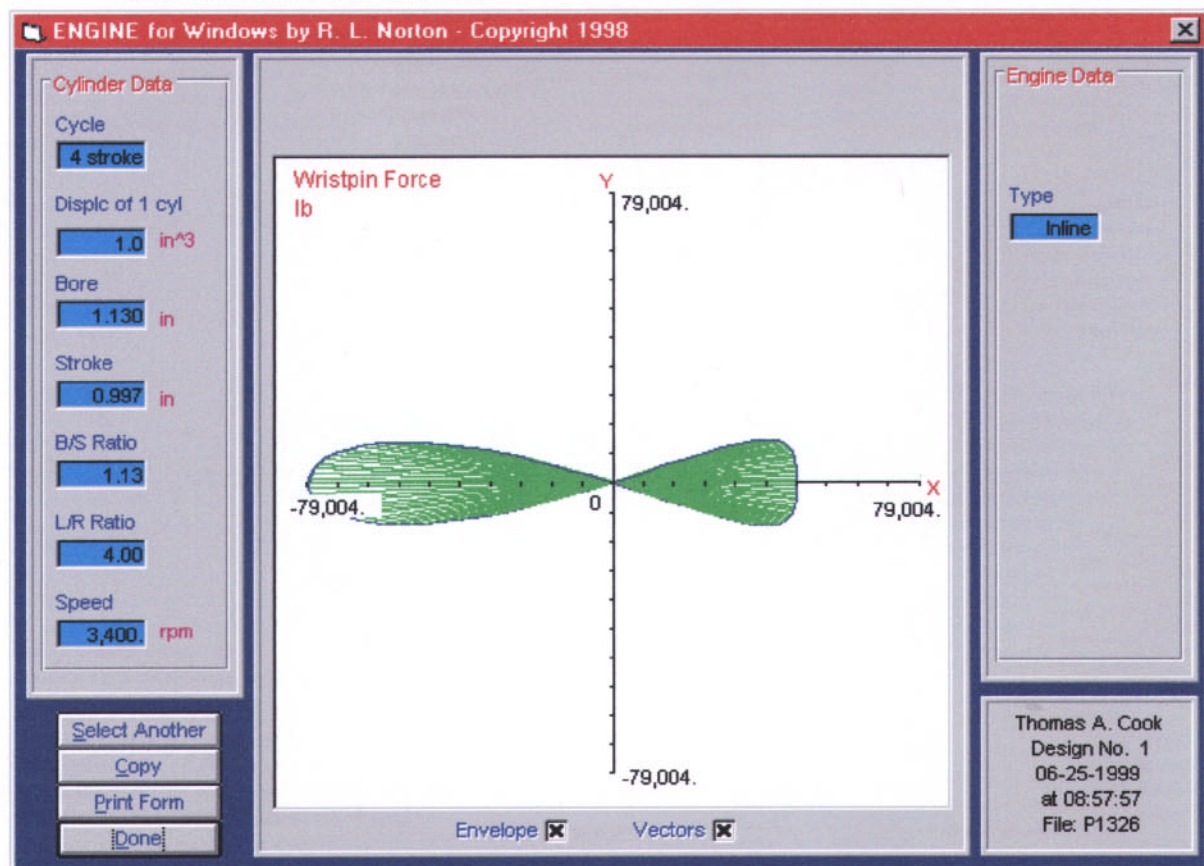 ENGINE for Windows by R. L. Norton - Copyright 1998
Cylinder Data
Cycle
4 stroke
Displc of 1 cyl
1.0 in^3
Bore
1.130 in
Stroke
0.997 in
B/S Ratio
1.13
L/R Ratio
4.00
Speed
3,400. rpm
Select Another
Copy
Print Form
Done
Wristpin Force
lb
Y
79,004.
-79,004.
0
79,004.
X
-79,004.
Envelope
Vectors
Engine Data
Type
Inline
Thomas A. Cook
Design No. 1
06-25-1999
at 08:57:57
File: P1326